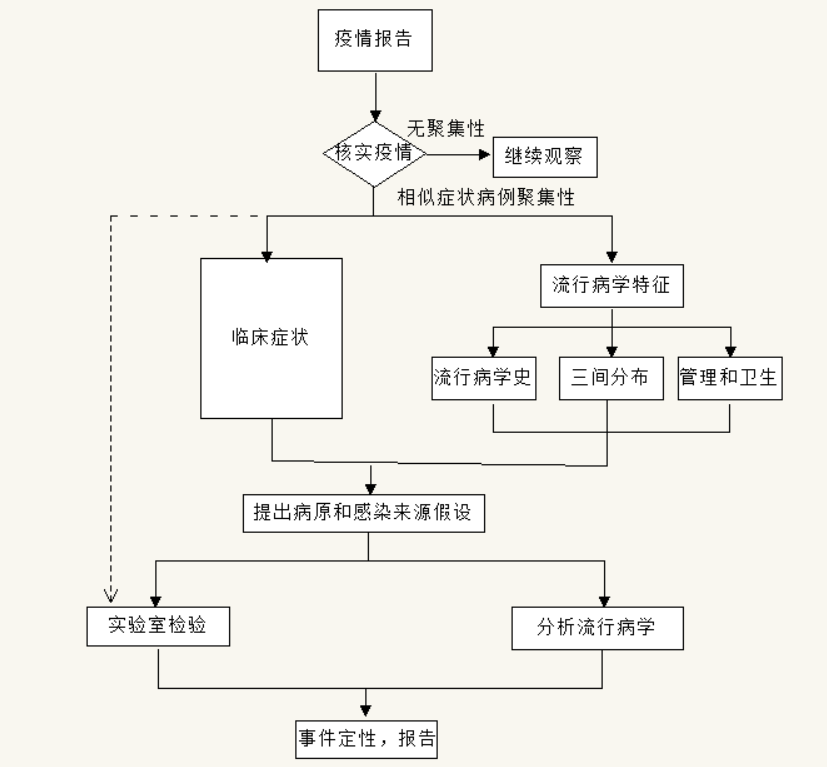 疫情报告
无聚集性
核实疫情
继续观察
相似症状病例聚集性
流行病学特征
临床症状
流行病学史
三间分布
管理和卫生
提出病原和感染来源假设
实验室检验
分析流行病学
事件定性，报告